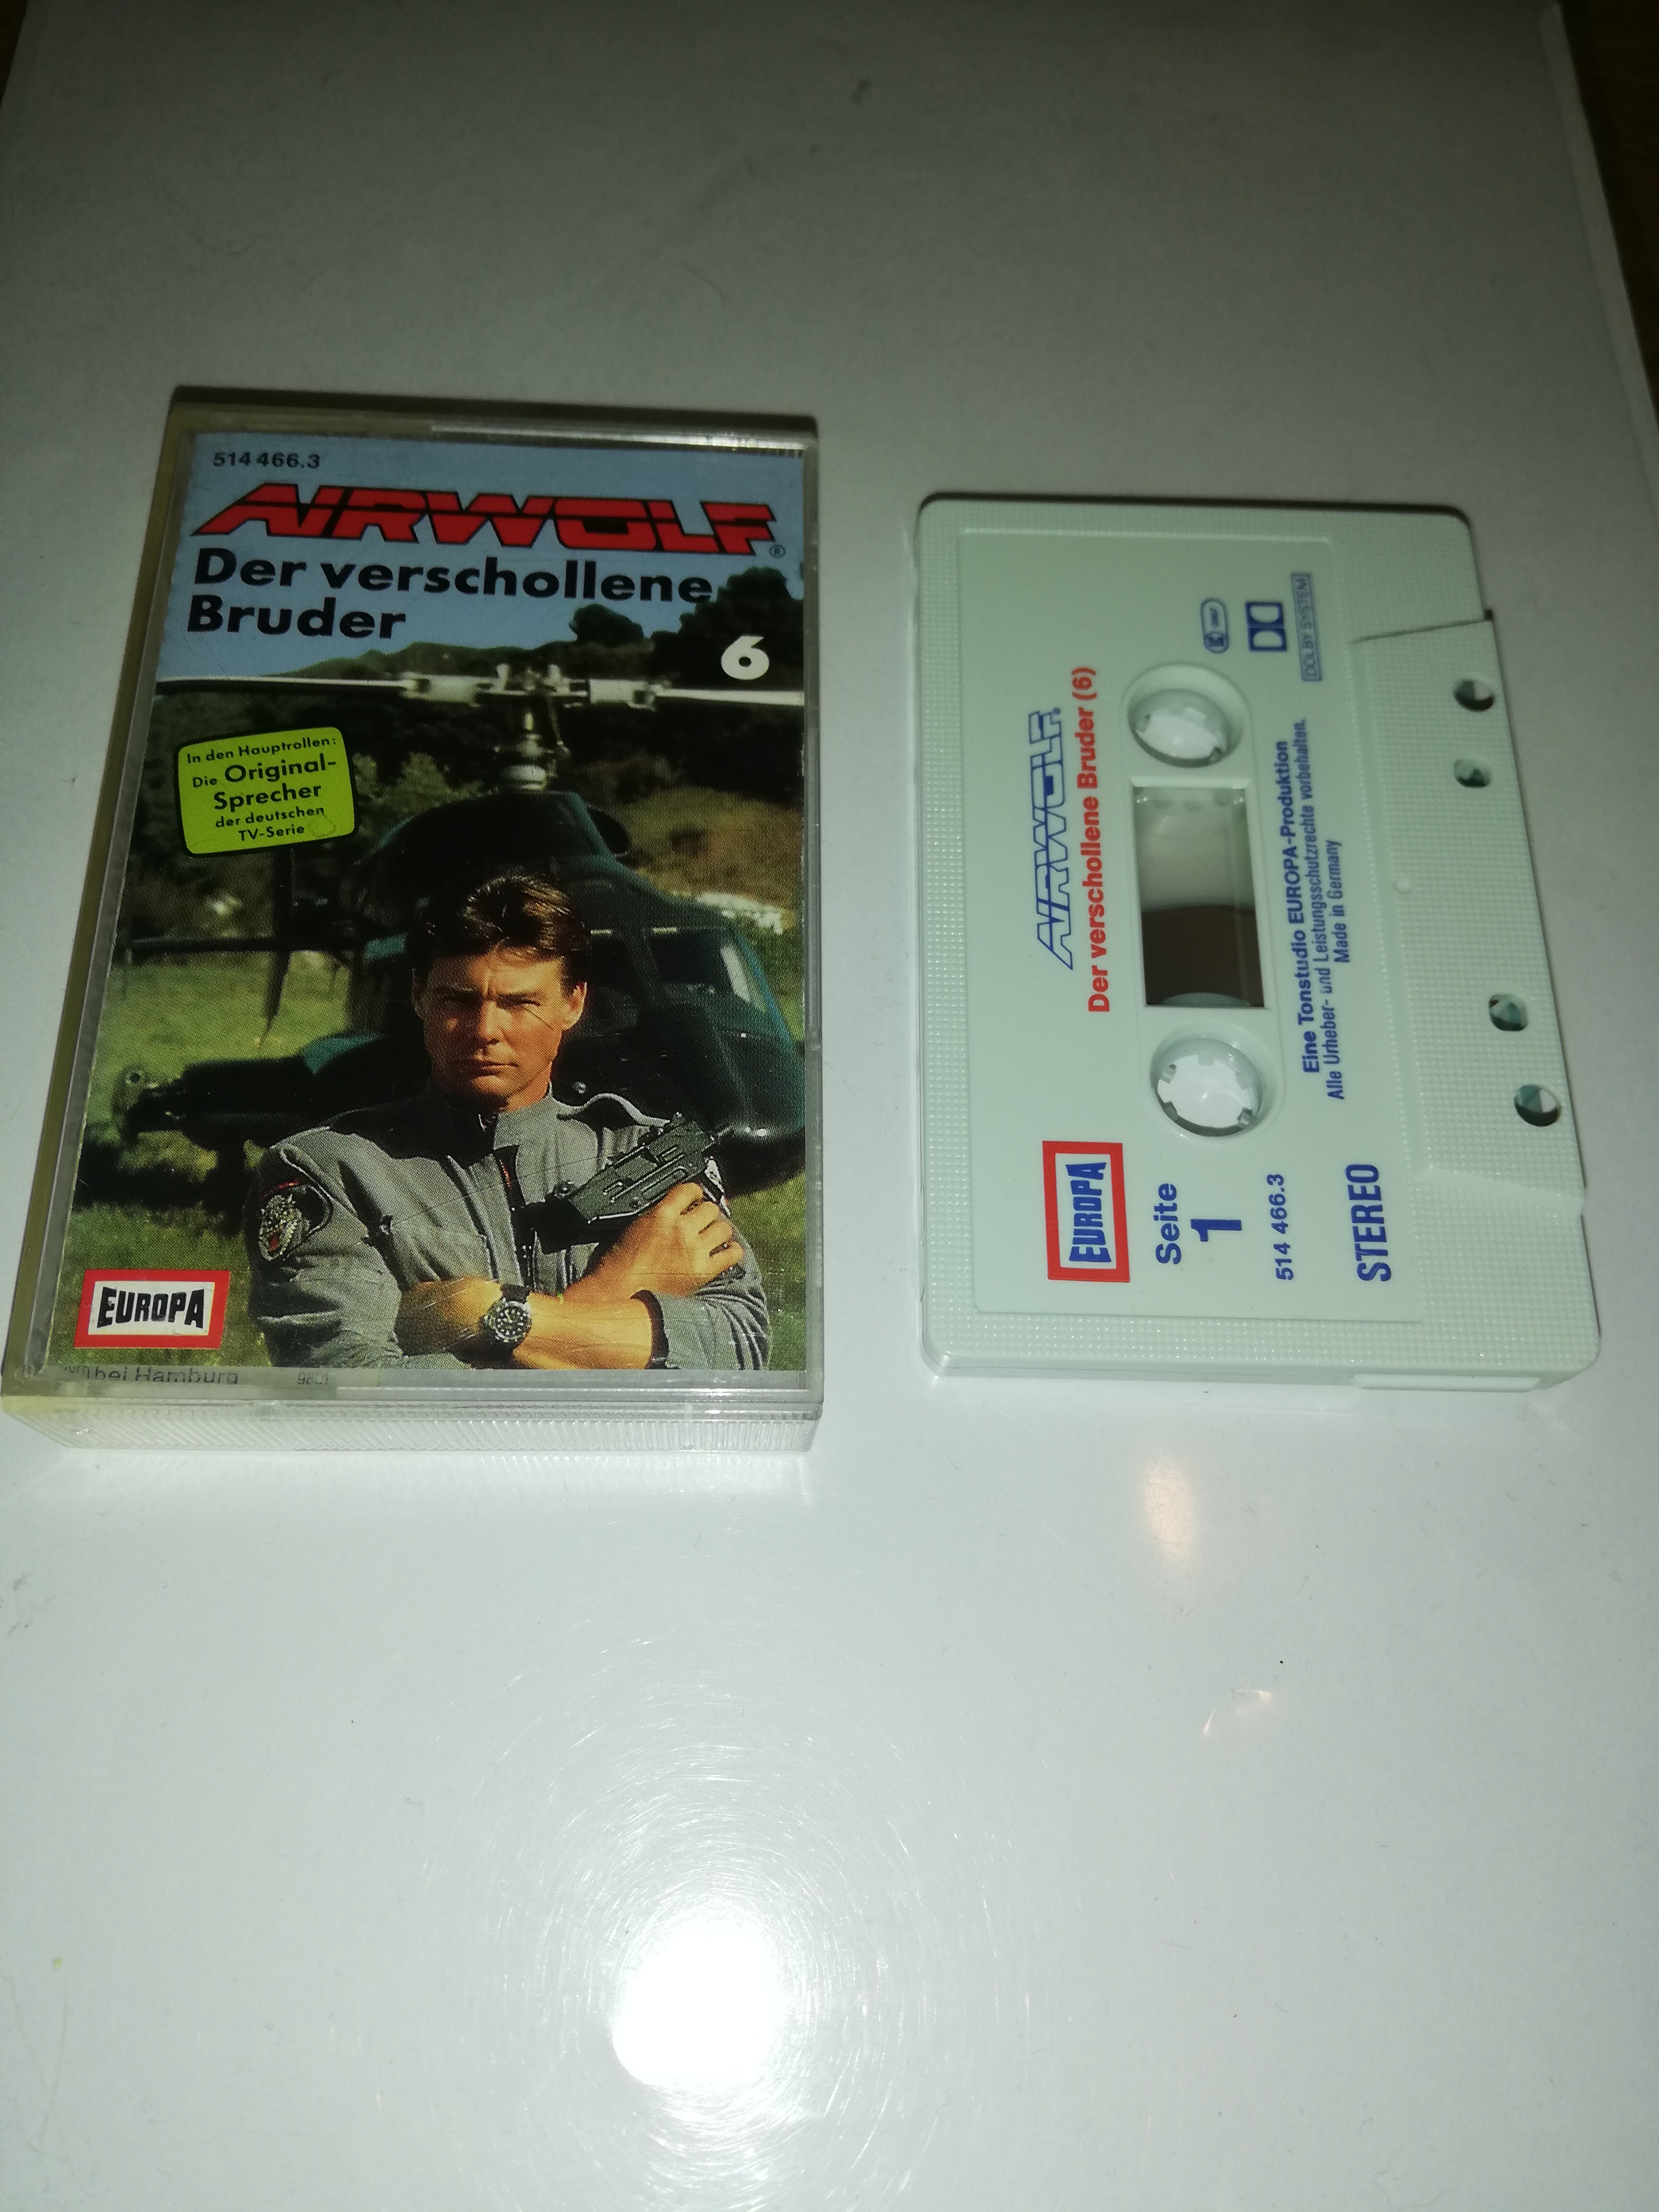 514 466.3
AIRWOLF®
Der verschollene
Bruder
6
In den Hauptrollen:
Die Original-
Sprecher
der deutschen
TV-Serie
EUROPA
bei Hamburg
AIRWOLF
Der verschollene Bruder (6)
EUROPA
Seite
1
514 466.3
STEREO
DOLBY SYSTEM
Eine Tonstudio EUROPA-Produktion
Alle Urheber- und Leistungsschutzrechte vorbehalten.
Made in Germany